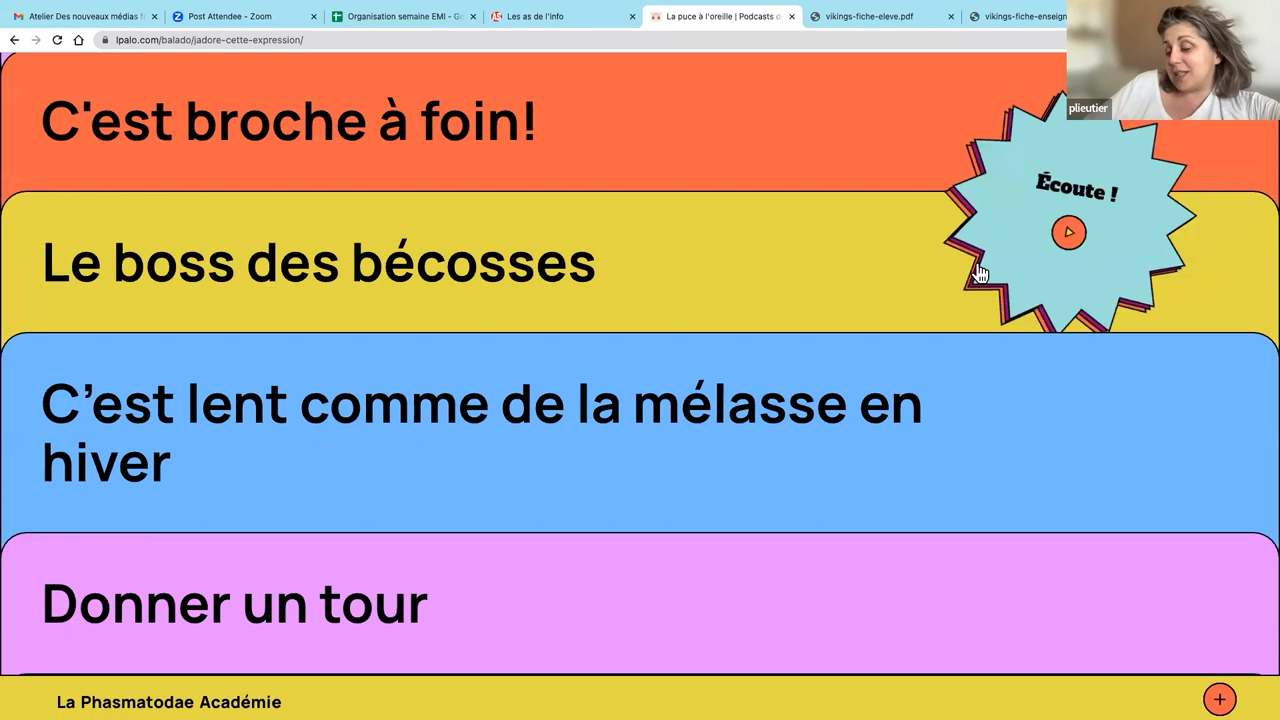 Atelier Des nouveaux médias
Post Attendee - Zoom
Organisation semaine EMI - G
Les as de l'info
La puce à l'oreille | Podcasts d
vikings-fiche-eleve.pdf
vikings-fiche-enseign
lpalo.com/balado/jadore-cette-expression/
plieutier
C'est broche à foin!
Écoute !
Le boss des bécosses
C’est lent comme de la mélasse en
hiver
Donner un tour
La Phasmatodae Académie